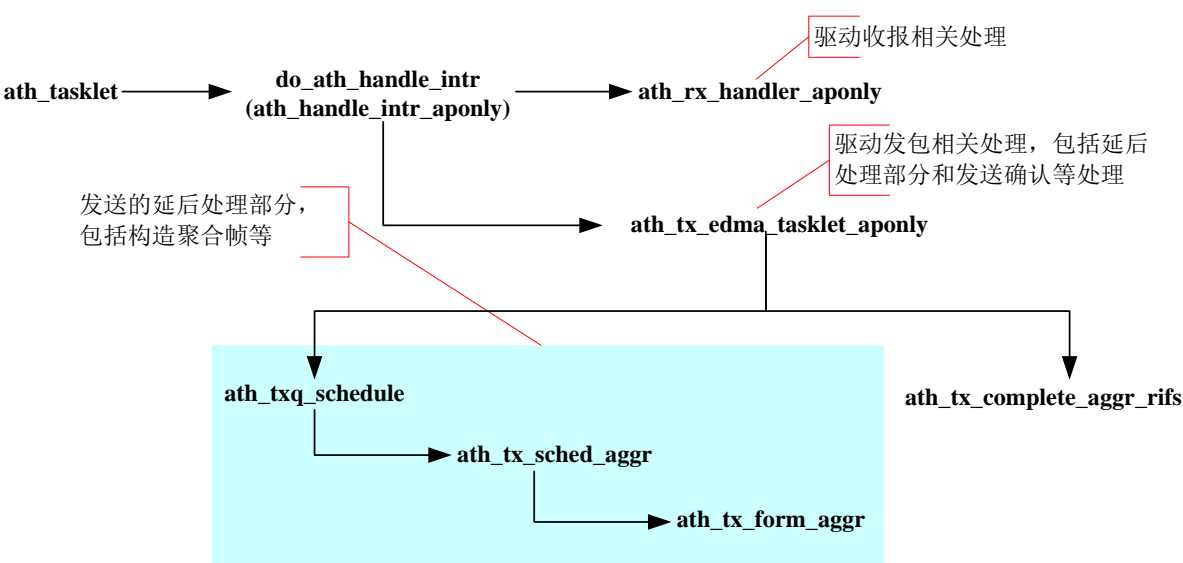 驱动收报相关处理
ath_tasklet
do_ath_handle_intr
(ath_handle_intr_aponly)
ath_rx_handler_aponly
驱动发包相关处理，包括延后
处理部分和发送确认等处理
发送的延后处理部分，
包括构造聚合帧等
ath_tx_edma_tasklet_aponly
ath_txq_schedule
ath_tx_complete_aggr_rifs
ath_tx_sched_aggr
ath_tx_form_aggr